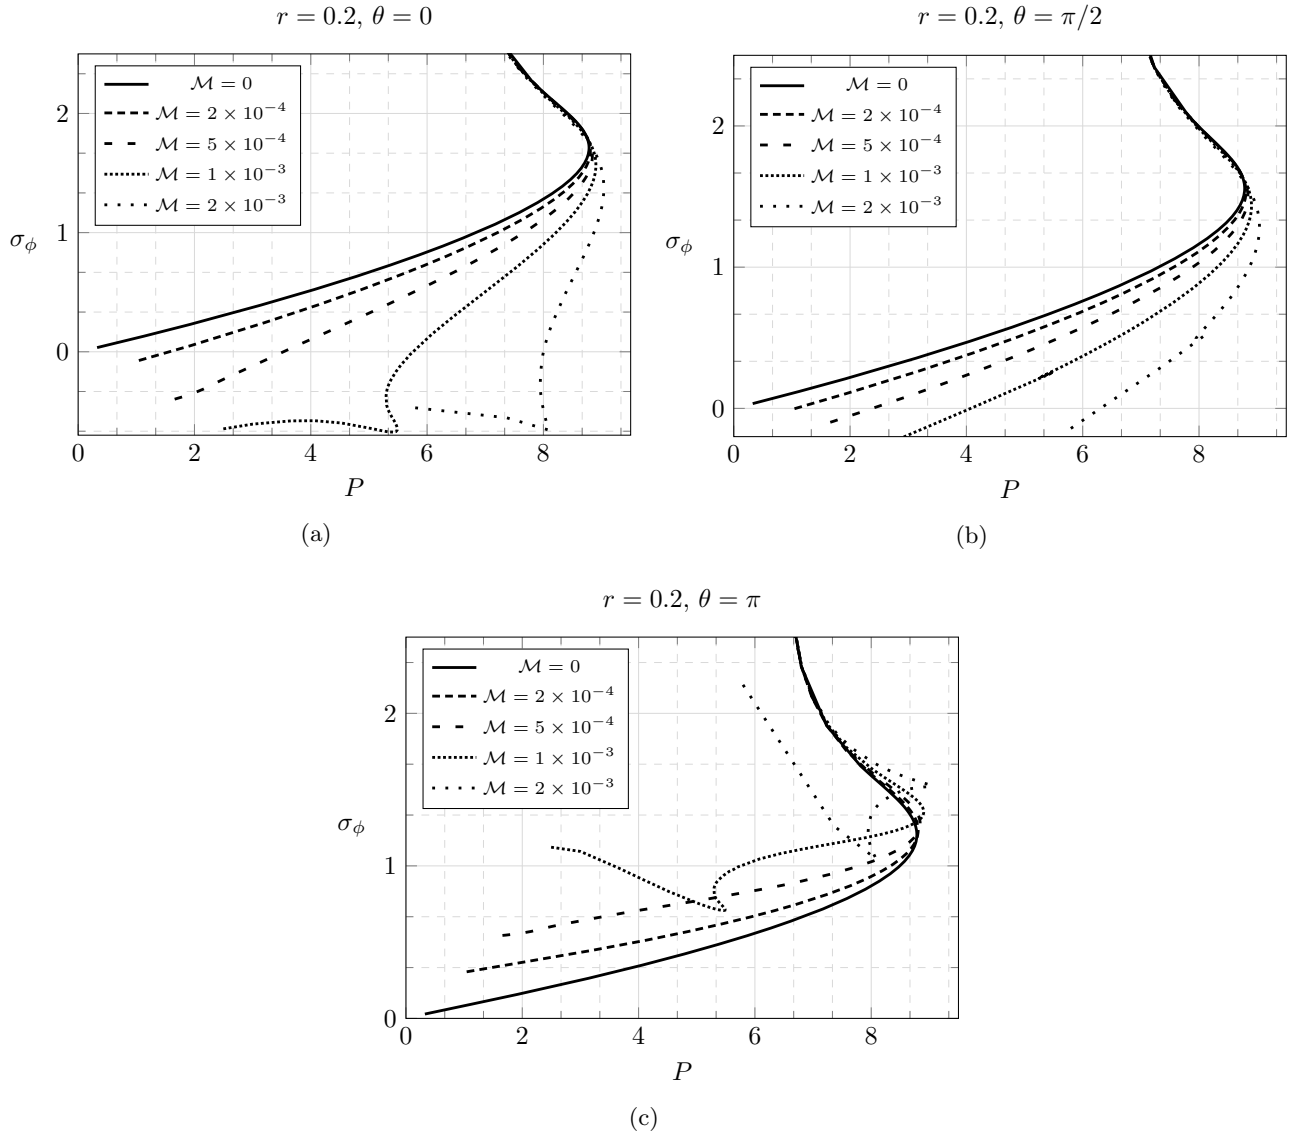 r = 0.2, θ = 0
2
1
0
σ_ϕ
ℳ = 0
ℳ = 2 × 10⁻⁴
ℳ = 5 × 10⁻⁴
ℳ = 1 × 10⁻³
ℳ = 2 × 10⁻³
0 2 4 6 8
P
(a)
r = 0.2, θ = π/2
2
1
0
σ_ϕ
ℳ = 0
ℳ = 2 × 10⁻⁴
ℳ = 5 × 10⁻⁴
ℳ = 1 × 10⁻³
ℳ = 2 × 10⁻³
0 2 4 6 8
P
(b)
r = 0.2, θ = π
2
1
0
σ_ϕ
ℳ = 0
ℳ = 2 × 10⁻⁴
ℳ = 5 × 10⁻⁴
ℳ = 1 × 10⁻³
ℳ = 2 × 10⁻³
0 2 4 6 8
P
(c)